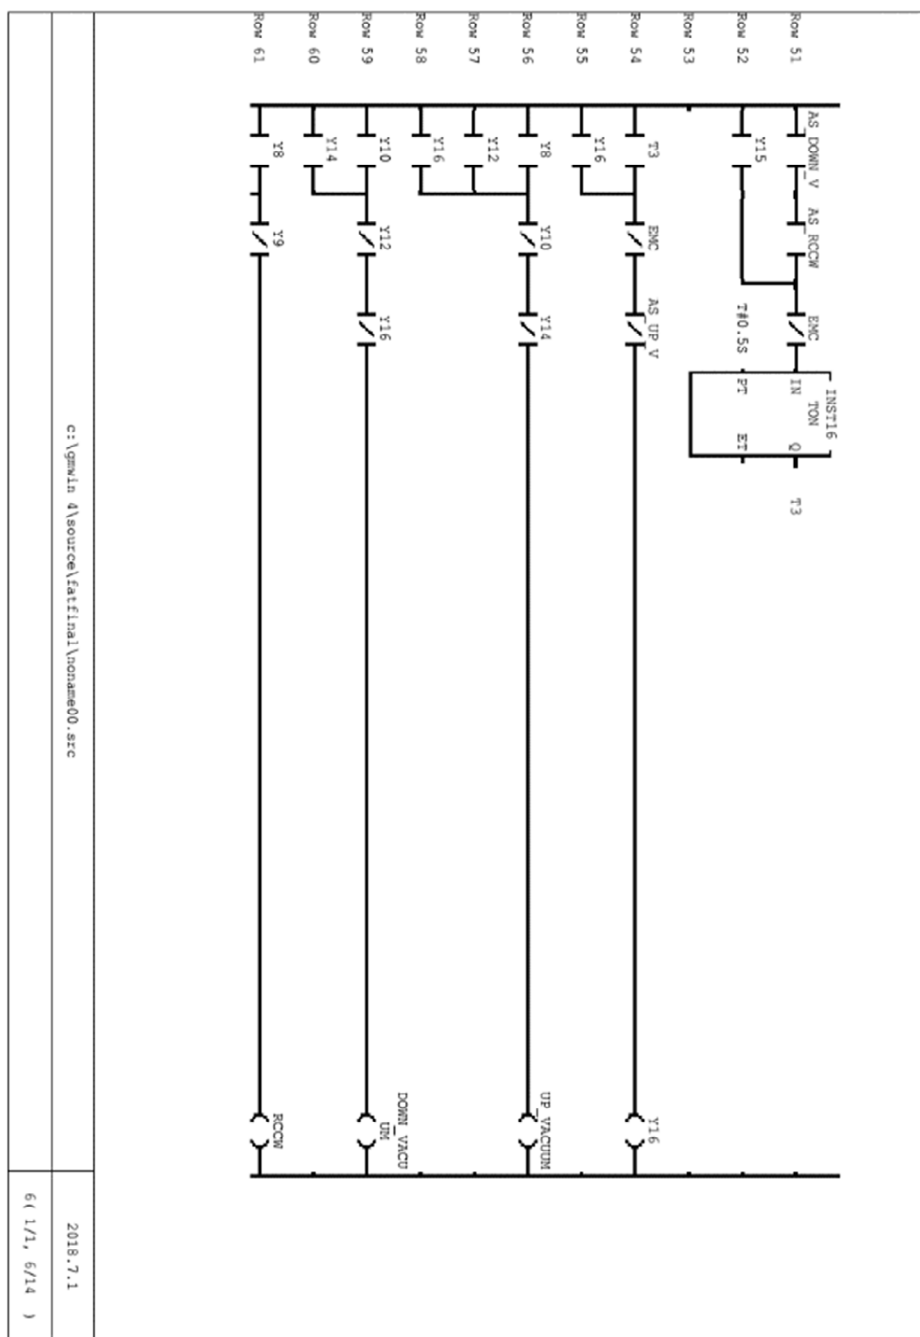 Row 51
AS_DOWN_V
AS_RCCW
EMC
INST16
TON
IN
Q
T3
Row 52
Y15
T#0.5S
PT
ET
Row 53
Row 54
T3
EMC
AS_UP_V
Y16
Row 55
Y16
Row 56
Y8
Y10
Y14
UP_VACUUM
Row 57
Y12
Row 58
Y16
Row 59
Y10
Y12
Y16
DOWN_VACU
UM
Row 60
Y14
Row 61
Y8
Y9
RCCW
c:\gmwin 4\source\fatfinal\noname00.src
2018.7.1
6( 1/1, 6/14 )